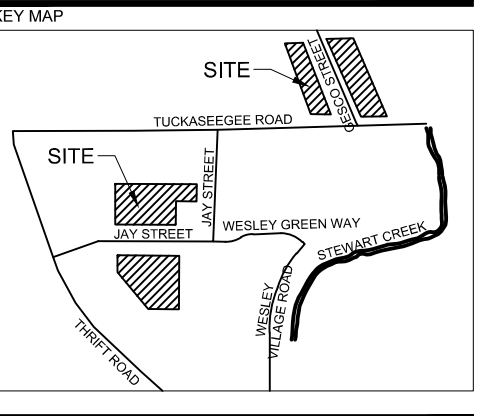 KEY MAP
SITE
GESCO STREET
TUCKASEEGEE ROAD
SITE
JAY STREET
JAY STREET
WESLEY GREEN WAY
STEWART CREEK
WESLEY
VILLAGE ROAD
THRIFT ROAD